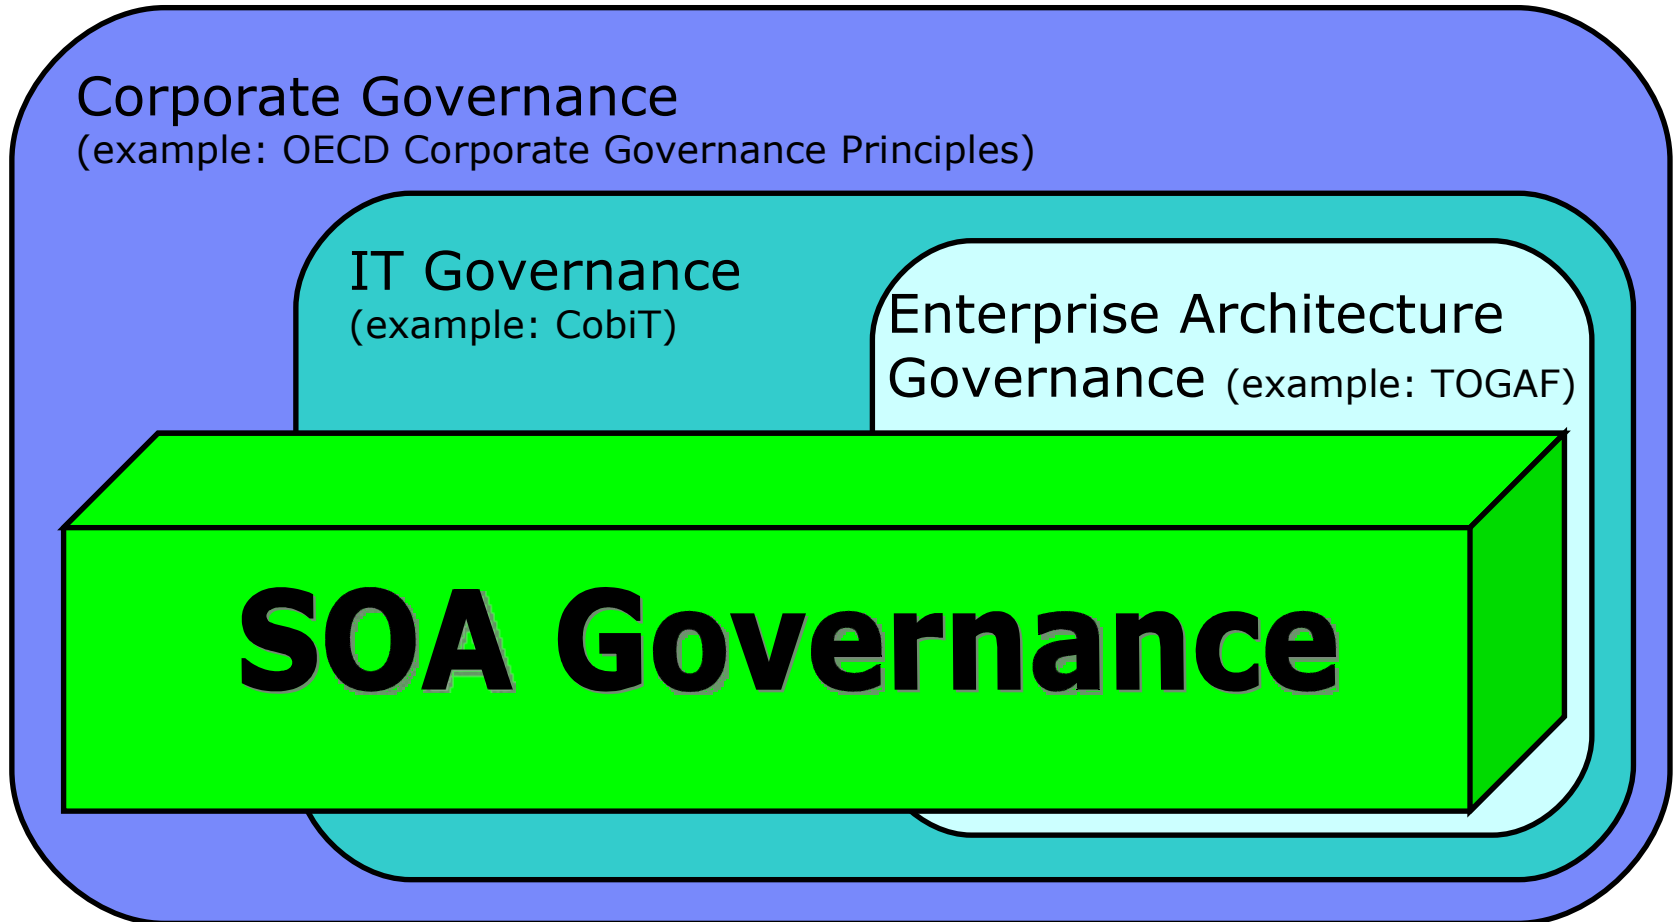 Corporate Governance
(example: OECD Corporate Governance Principles)
IT Governance
(example: CobiT)
Enterprise Architecture
Governance (example: TOGAF)
SOA Governance